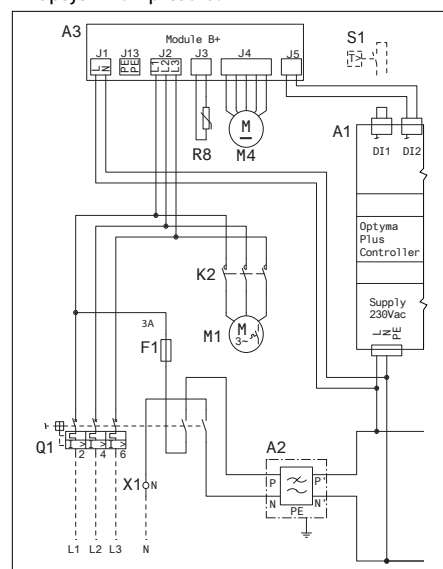 A3
Module B+
J1 J13 J2 J3 J4 J5
L N PE PE L1 L2 L3
S1
T
R8
M
M4
A1
DI1 DI2
Optyma
Plus
Controller
K2
Supply
230Vac
L N PE
3A
F1
M1
M
3~
Q1
I > I > I >
2 4 6
A2
X1 N
P P'
N N'
PE
L1 L2 L3 N